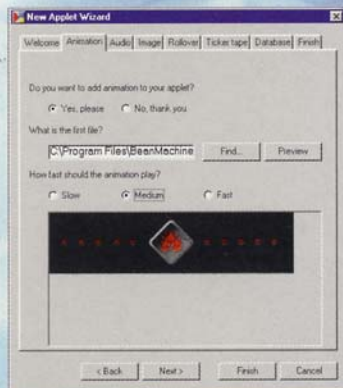 New Applet Wizard
Welcome Animation Audio Image Rollover Ticker tape Database Finish
Do you want to add animation to your applet?
Yes, please No, thank you
What is the first file?
C:\Program Files\BeanMachine Find... Preview
How fast should the animation play?
Slow Medium Fast
< Back Next > Finish Cancel